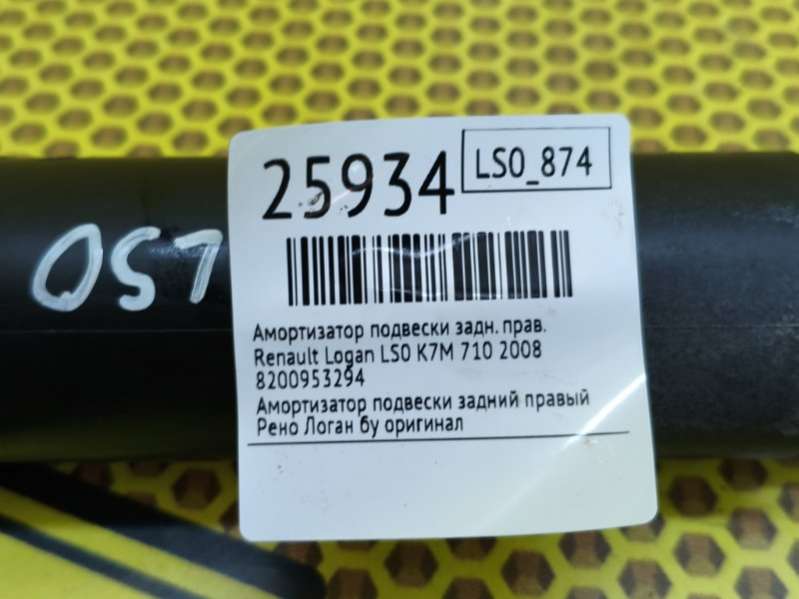 25934
LS0_874
LS0
Амортизатор подвески задн. прав.
Renault Logan LS0 K7M 710 2008
8200953294
Амортизатор подвески задний правый
Рено Логан бу оригинал